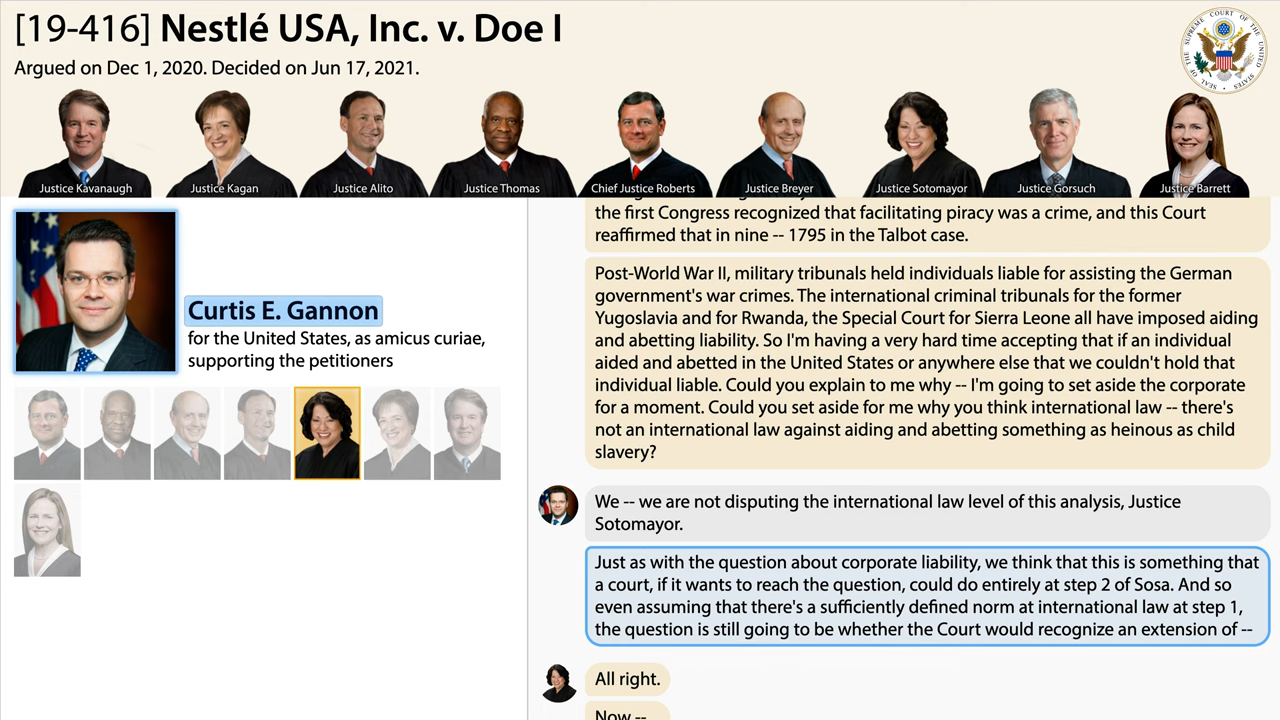 [19-416] Nestlé USA, Inc. v. Doe I
Argued on Dec 1, 2020. Decided on Jun 17, 2021.
SEAL OF THE SUPREME COURT OF THE UNITED STATES
Justice Kavanaugh
Justice Kagan
Justice Alito
Justice Thomas
Chief Justice Roberts
Justice Breyer
Justice Sotomayor
Justice Gorsuch
Justice Barrett
Curtis E. Gannon
for the United States, as amicus curiae,
supporting the petitioners
the first Congress recognized that facilitating piracy was a crime, and this Court
reaffirmed that in nine -- 1795 in the Talbot case.
Post-World War II, military tribunals held individuals liable for assisting the German
government's war crimes. The international criminal tribunals for the former
Yugoslavia and for Rwanda, the Special Court for Sierra Leone all have imposed aiding
and abetting liability. So I'm having a very hard time accepting that if an individual
aided and abetted in the United States or anywhere else that we couldn't hold that
individual liable. Could you explain to me why -- I'm going to set aside the corporate
for a moment. Could you set aside for me why you think international law -- there's
not an international law against aiding and abetting something as heinous as child
slavery?
We -- we are not disputing the international law level of this analysis, Justice
Sotomayor.
Just as with the question about corporate liability, we think that this is something that
a court, if it wants to reach the question, could do entirely at step 2 of Sosa. And so
even assuming that there's a sufficiently defined norm at international law at step 1,
the question is still going to be whether the Court would recognize an extension of --
All right.
Now --